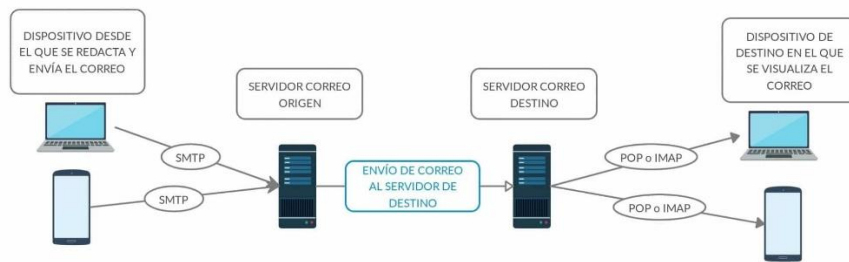 DISPOSITIVO DESDE
EL QUE SE REDACTA Y
ENVÍA EL CORREO
SERVIDOR CORREO
ORIGEN
SERVIDOR CORREO
DESTINO
DISPOSITIVO DE
DESTINO EN EL QUE
SE VISUALIZA EL
CORREO
SMTP
SMTP
ENVÍO DE CORREO
AL SERVIDOR DE
DESTINO
POP o IMAP
POP o IMAP